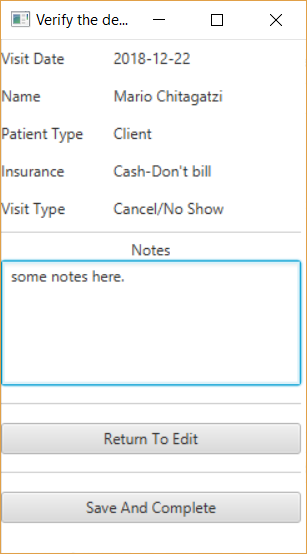 Verify the de...
Visit Date 2018-12-22
Name Mario Chitagatzi
Patient Type Client
Insurance Cash-Don't bill
Visit Type Cancel/No Show
Notes
some notes here.
Return To Edit
Save And Complete